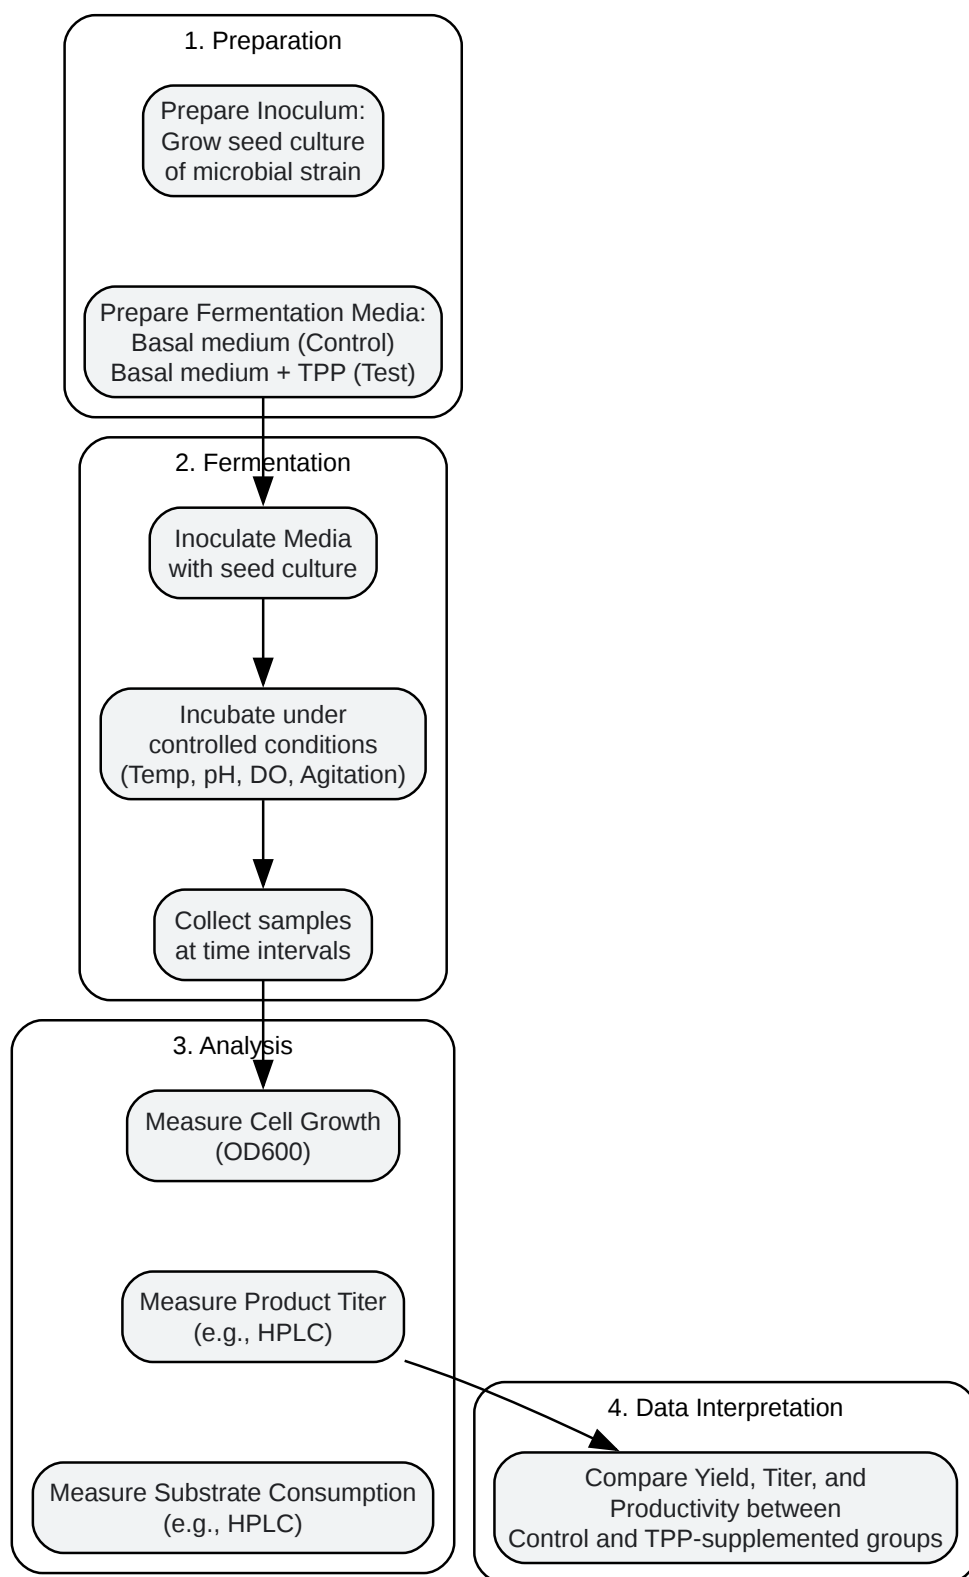 1. Preparation
Prepare Inoculum:
Grow seed culture
of microbial strain
Prepare Fermentation Media:
Basal medium (Control)
Basal medium + TPP (Test)
2. Fermentation
Inoculate Media
with seed culture
Incubate under
controlled conditions
(Temp, pH, DO, Agitation)
Collect samples
at time intervals
3. Analysis
Measure Cell Growth
(OD600)
Measure Product Titer
(e.g., HPLC)
Measure Substrate Consumption
(e.g., HPLC)
4. Data Interpretation
Compare Yield, Titer, and
Productivity between
Control and TPP-supplemented groups